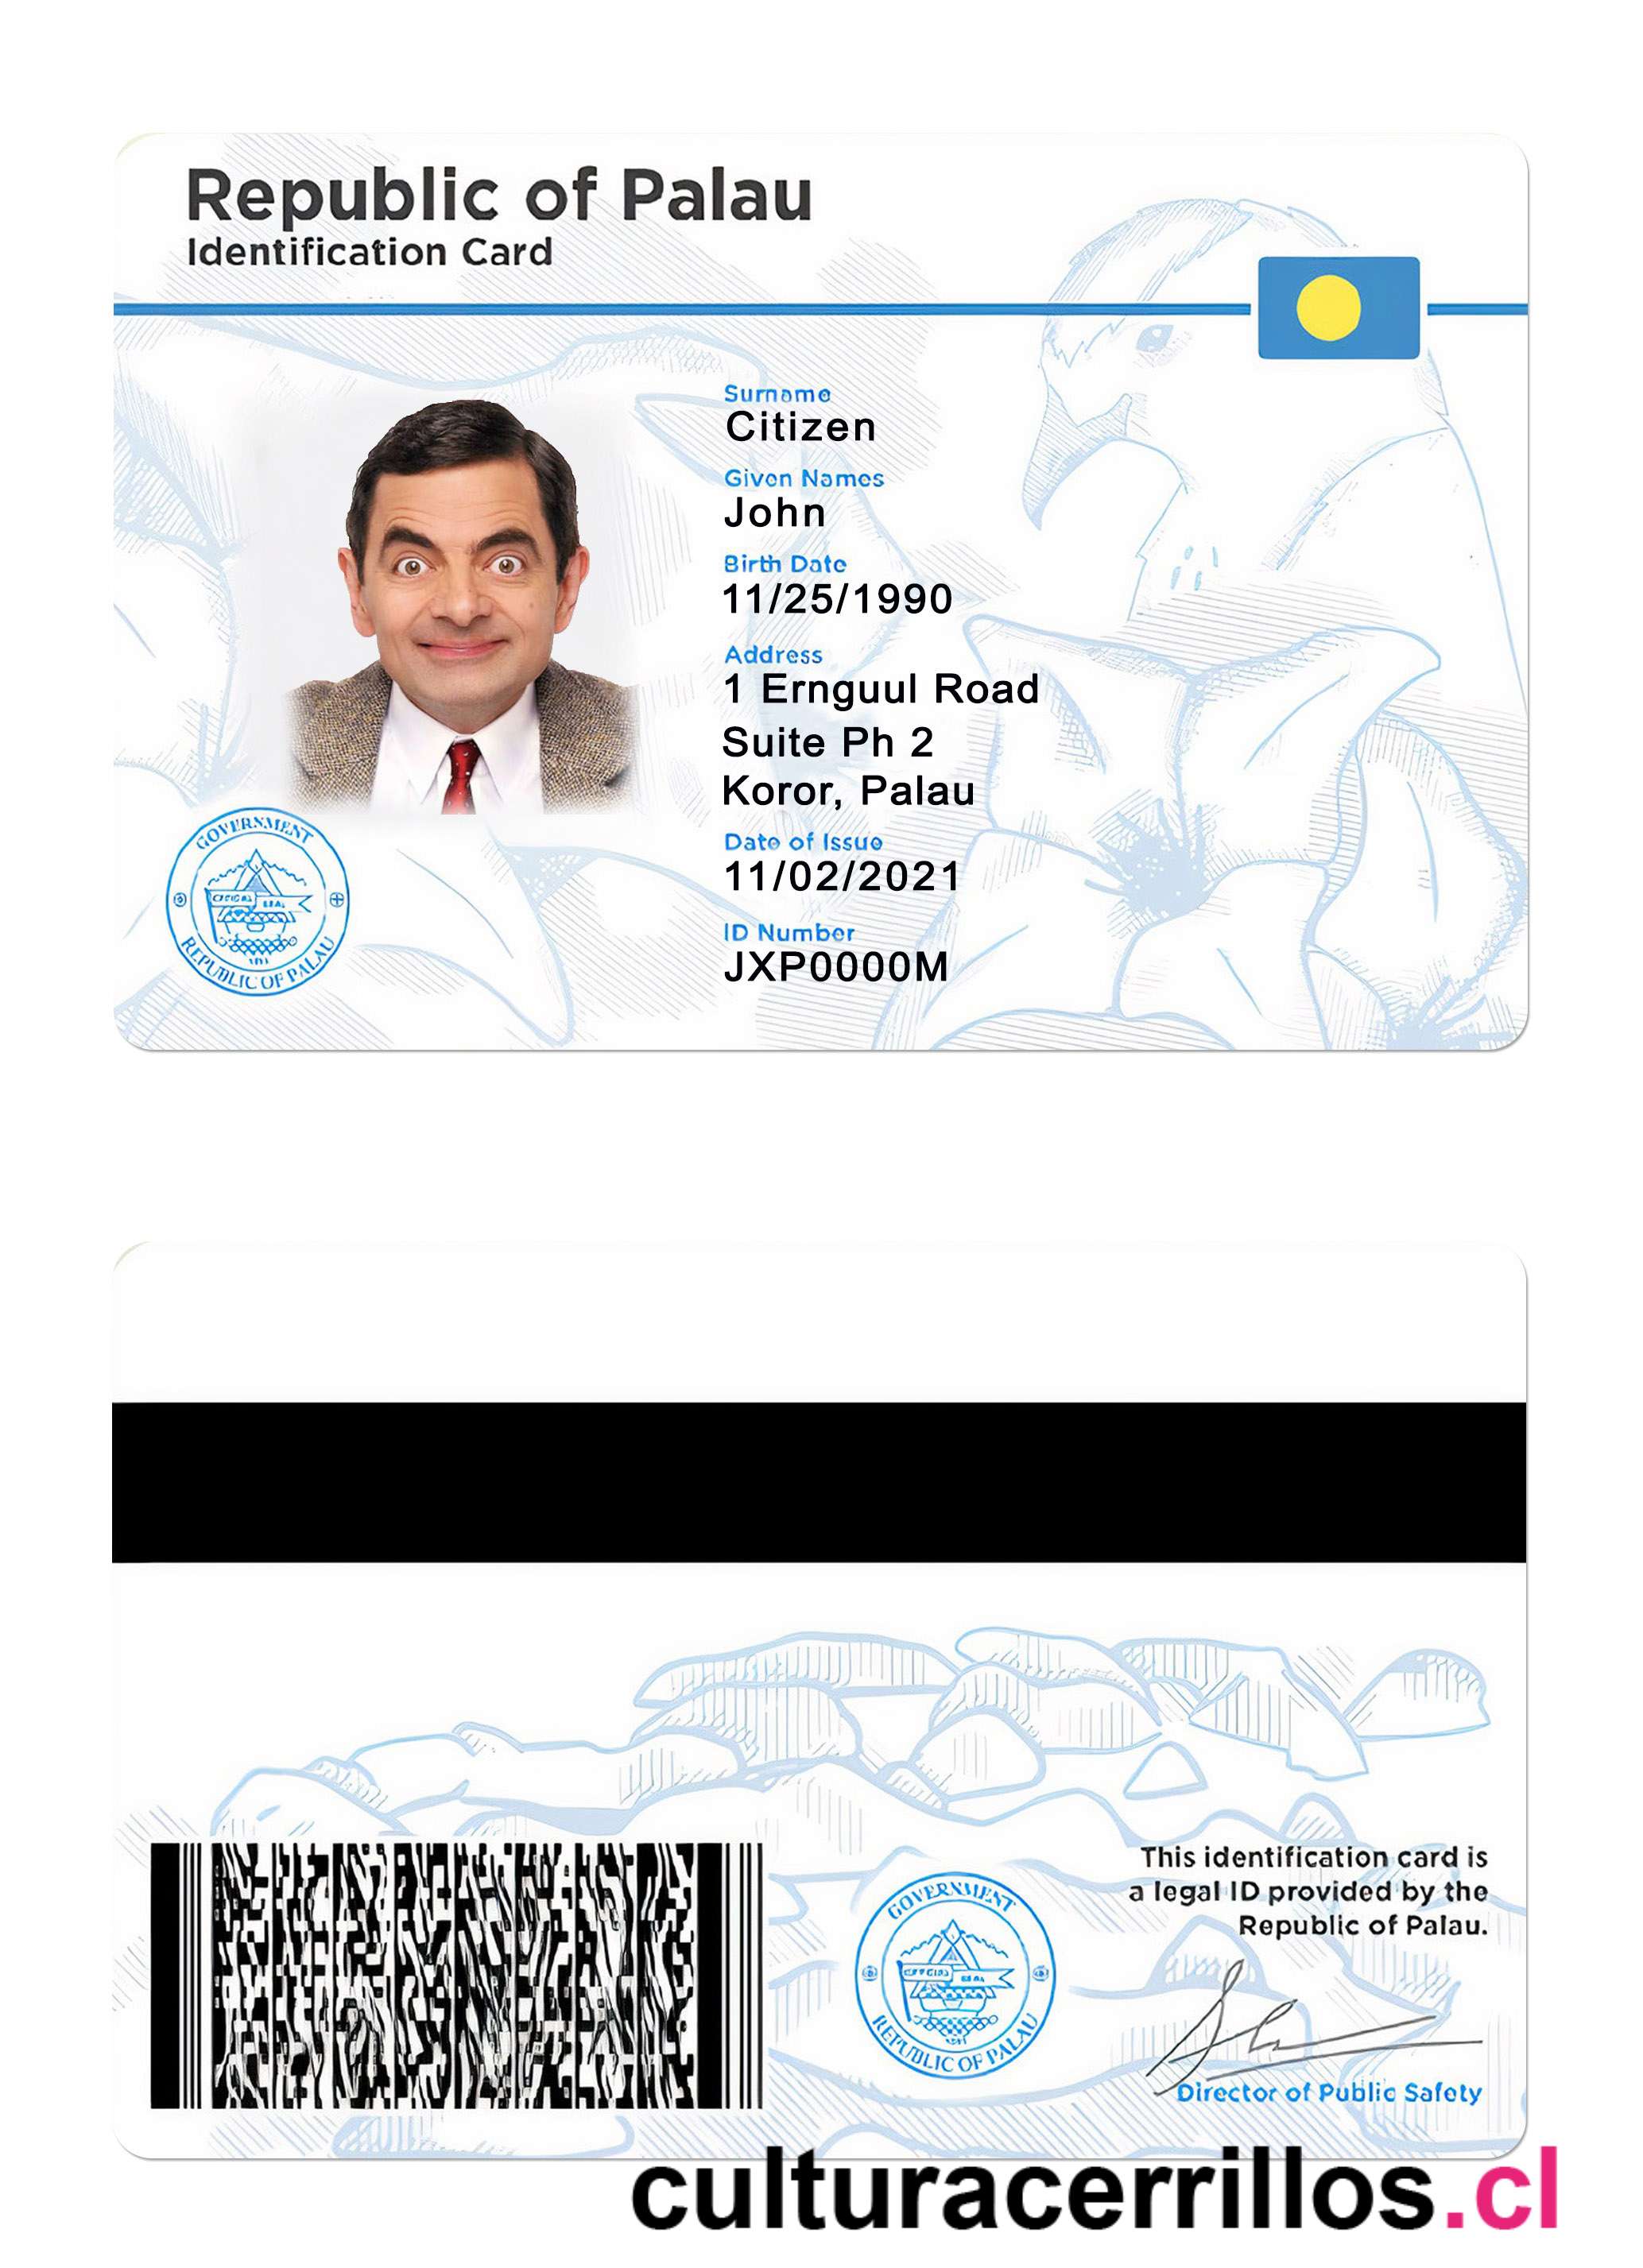 Republic of Palau
Identification Card
Surname
Citizen
Given Names
John
Birth Date
11/25/1990
Address
1 Ernguul Road
Suite Ph 2
Koror, Palau
Date of Issue
11/02/2021
ID Number
JXP0000M
GOVERNMENT
OFFICIAL SEAL
REPUBLIC OF PALAU
This identification card is
a legal ID provided by the
Republic of Palau.
GOVERNMENT
OFFICIAL SEAL
REPUBLIC OF PALAU
Director of Public Safety
culturacerrillos.cl